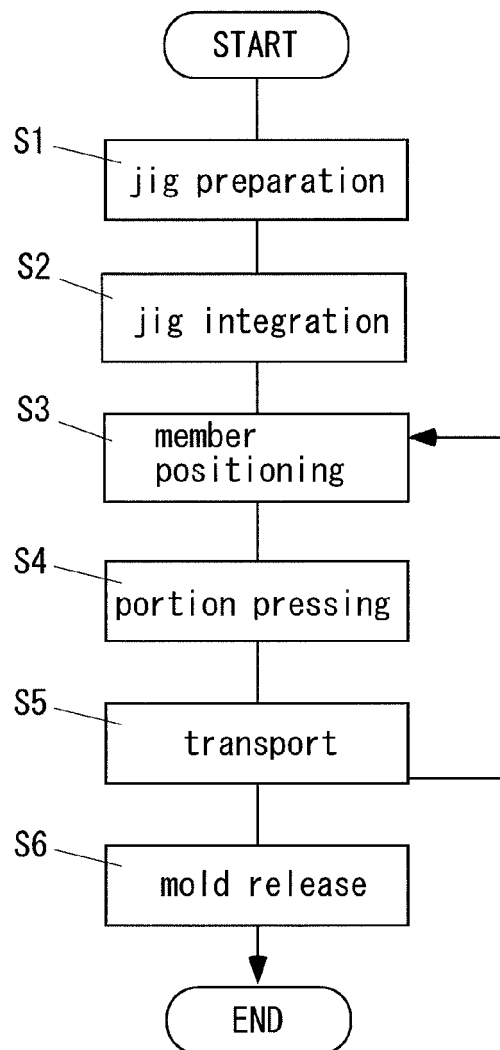 START
S1
jig preparation
S2
jig integration
S3
member
positioning
S4
portion pressing
S5
transport
S6
mold release
END